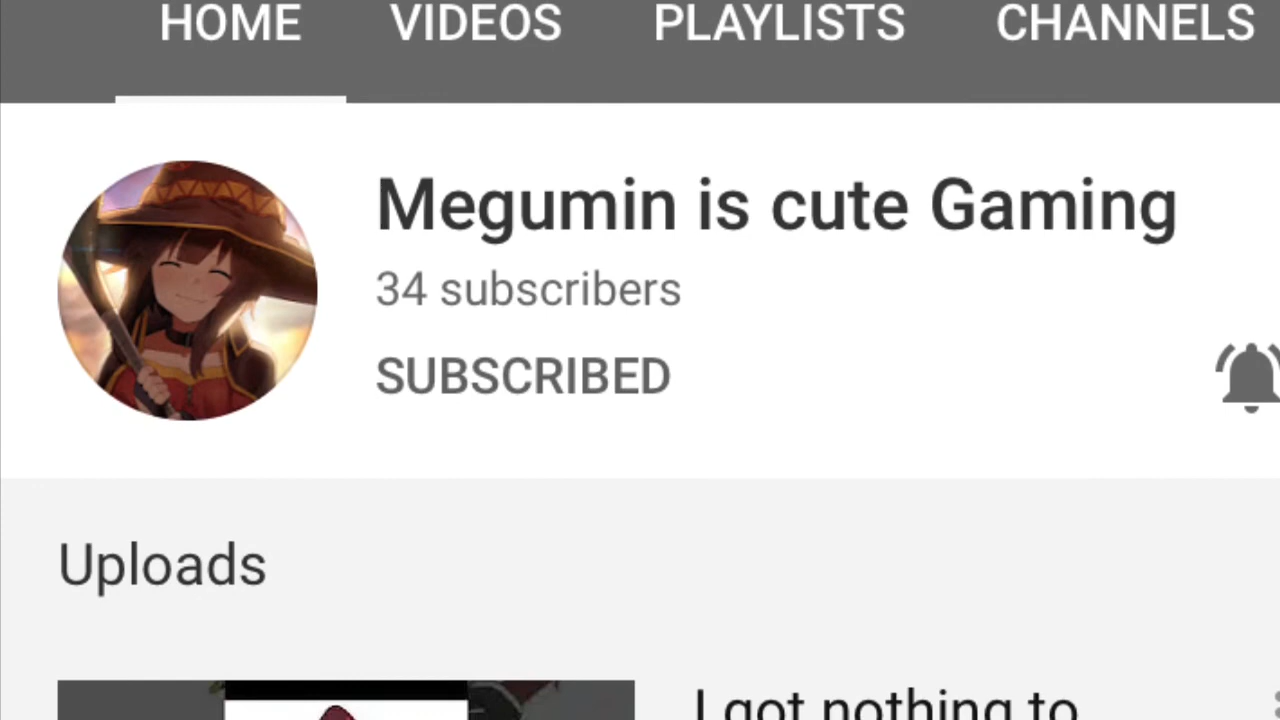 HOME VIDEOS PLAYLISTS CHANNELS
Megumin is cute Gaming
34 subscribers
SUBSCRIBED
Uploads
I got nothing to